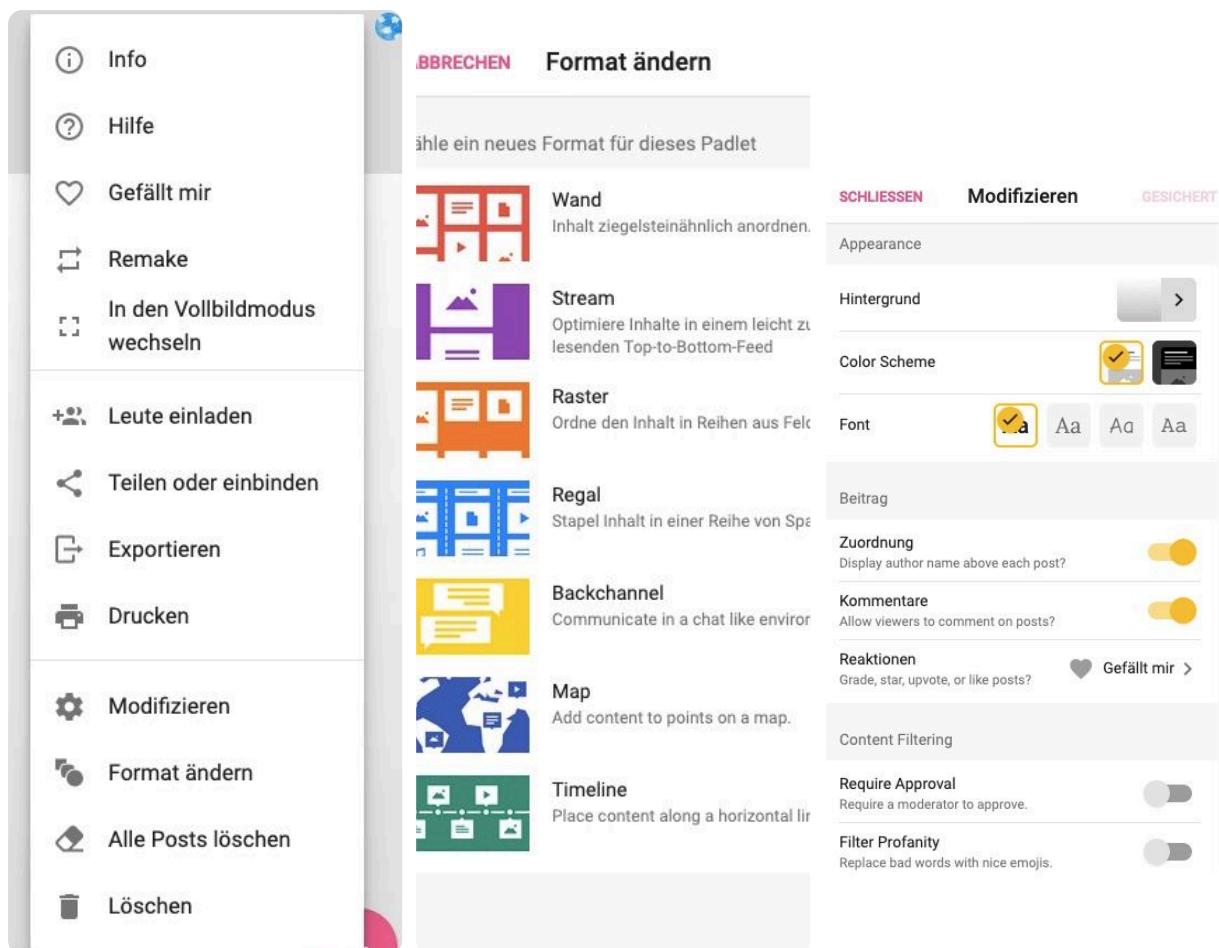 Info
Hilfe
Gefällt mir
Remake
In den Vollbildmodus
wechseln
Leute einladen
Teilen oder einbinden
Exportieren
Drucken
Modifizieren
Format ändern
Alle Posts löschen
Löschen
BBRECHEN
Format ändern
ähle ein neues Format für dieses Padlet
Wand
Inhalt ziegelsteinähnlich anordnen.
Stream
Optimiere Inhalte in einem leicht zu
lesenden Top-to-Bottom-Feed
Raster
Ordne den Inhalt in Reihen aus Feld
Regal
Stapel Inhalt in einer Reihe von Spa
Backchannel
Communicate in a chat like environ
Map
Add content to points on a map.
Timeline
Place content along a horizontal lin
SCHLIESSEN Modifizieren GESICHERT
Appearance
Hintergrund
Color Scheme
Font Aa Aa Aa
Beitrag
Zuordnung
Display author name above each post?
Kommentare
Allow viewers to comment on posts?
Reaktionen
Grade, star, upvote, or like posts?
Gefällt mir
Content Filtering
Require Approval
Require a moderator to approve.
Filter Profanity
Replace bad words with nice emojis.